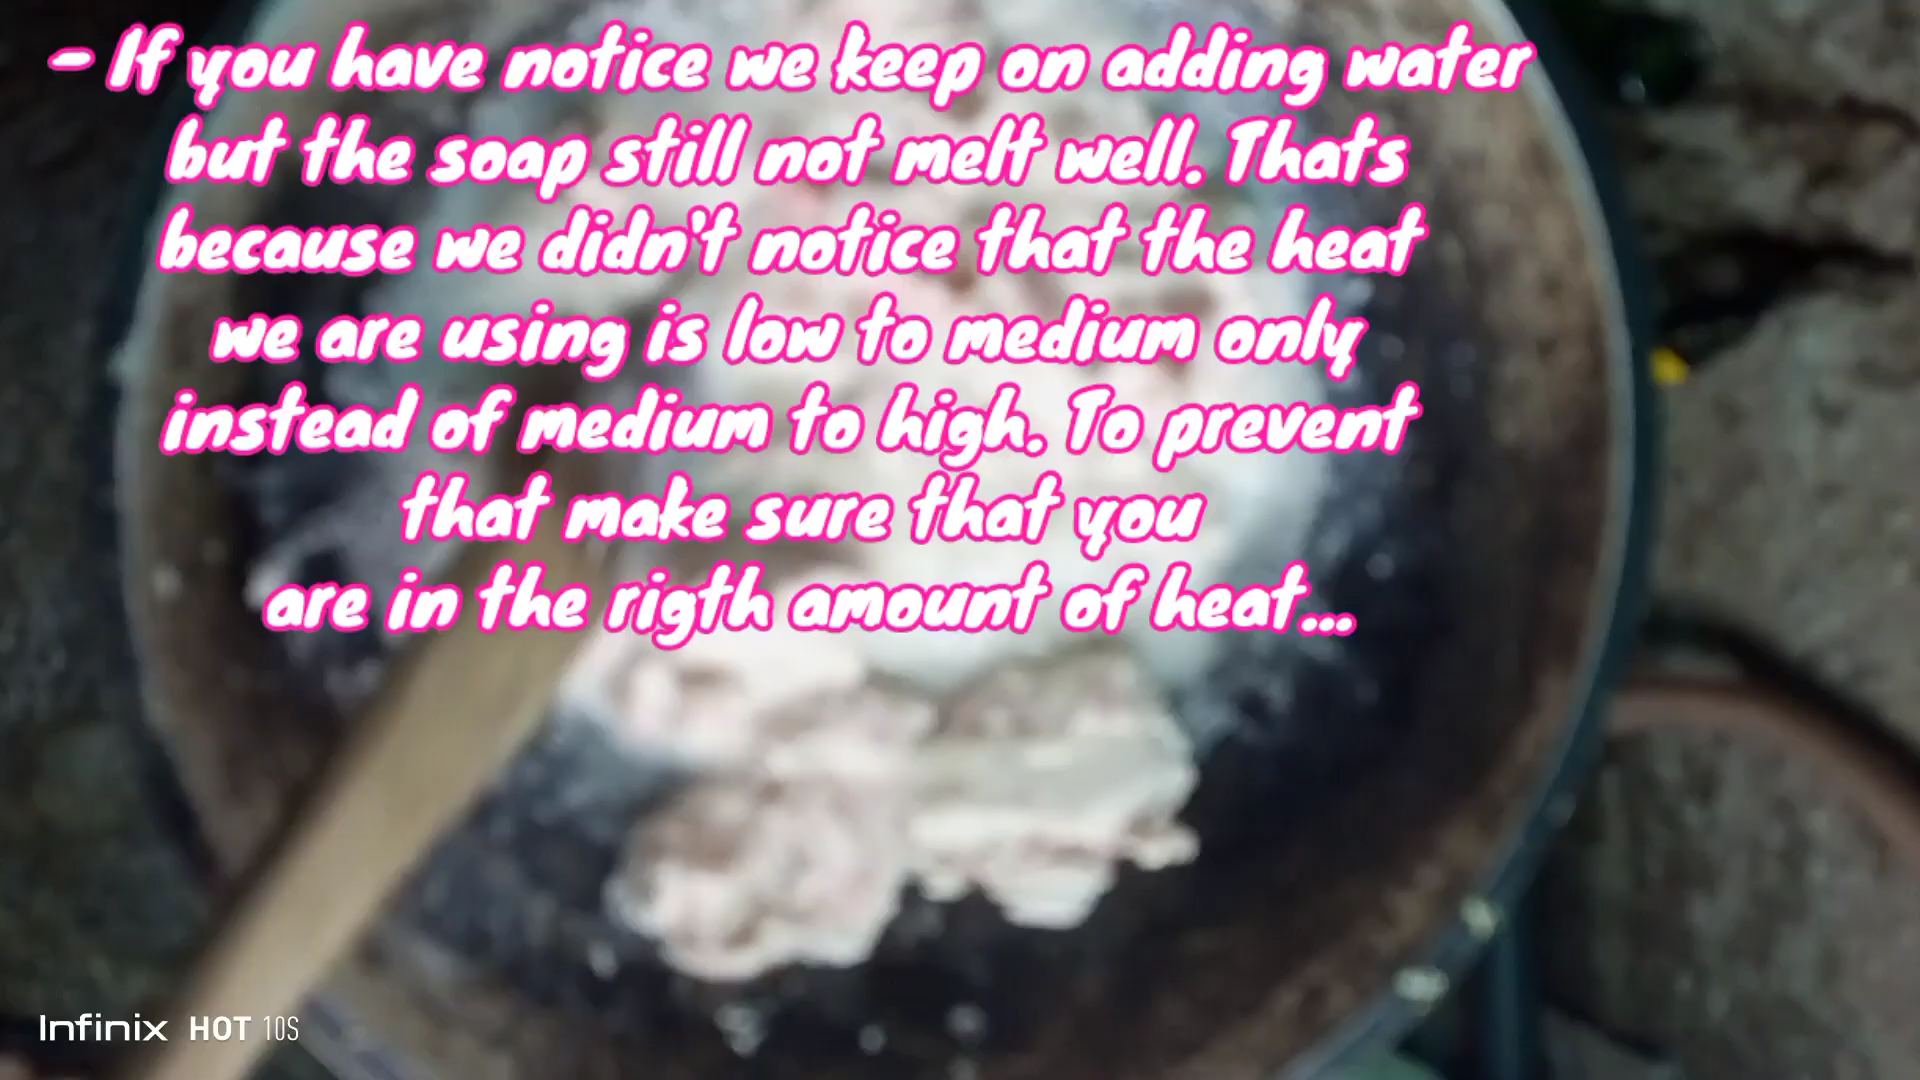 - If you have notice we keep on adding water
but the soap still not melt well. Thats
because we didn't notice that the heat
we are using is low to medium only
instead of medium to high. To prevent
that make sure that you
are in the rigth amount of heat...
Infinix HOT 10S